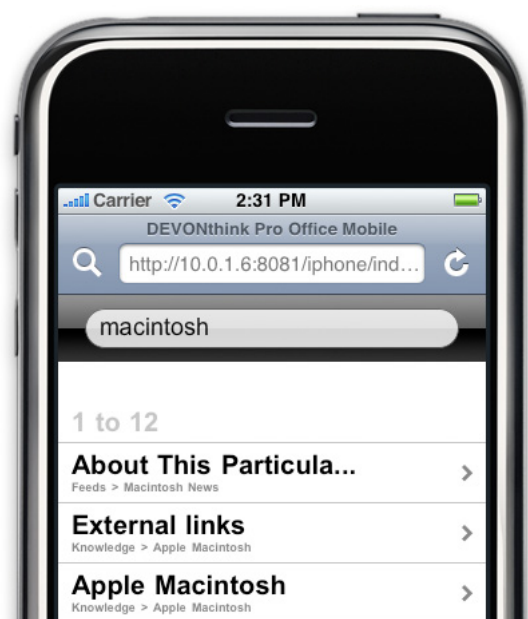 Carrier 2:31 PM
DEVONthink Pro Office Mobile
http://10.0.1.6:8081/iphone/ind...
macintosh
1 to 12
About This Particula...
Feeds > Macintosh News
External links
Knowledge > Apple Macintosh
Apple Macintosh
Knowledge > Apple Macintosh